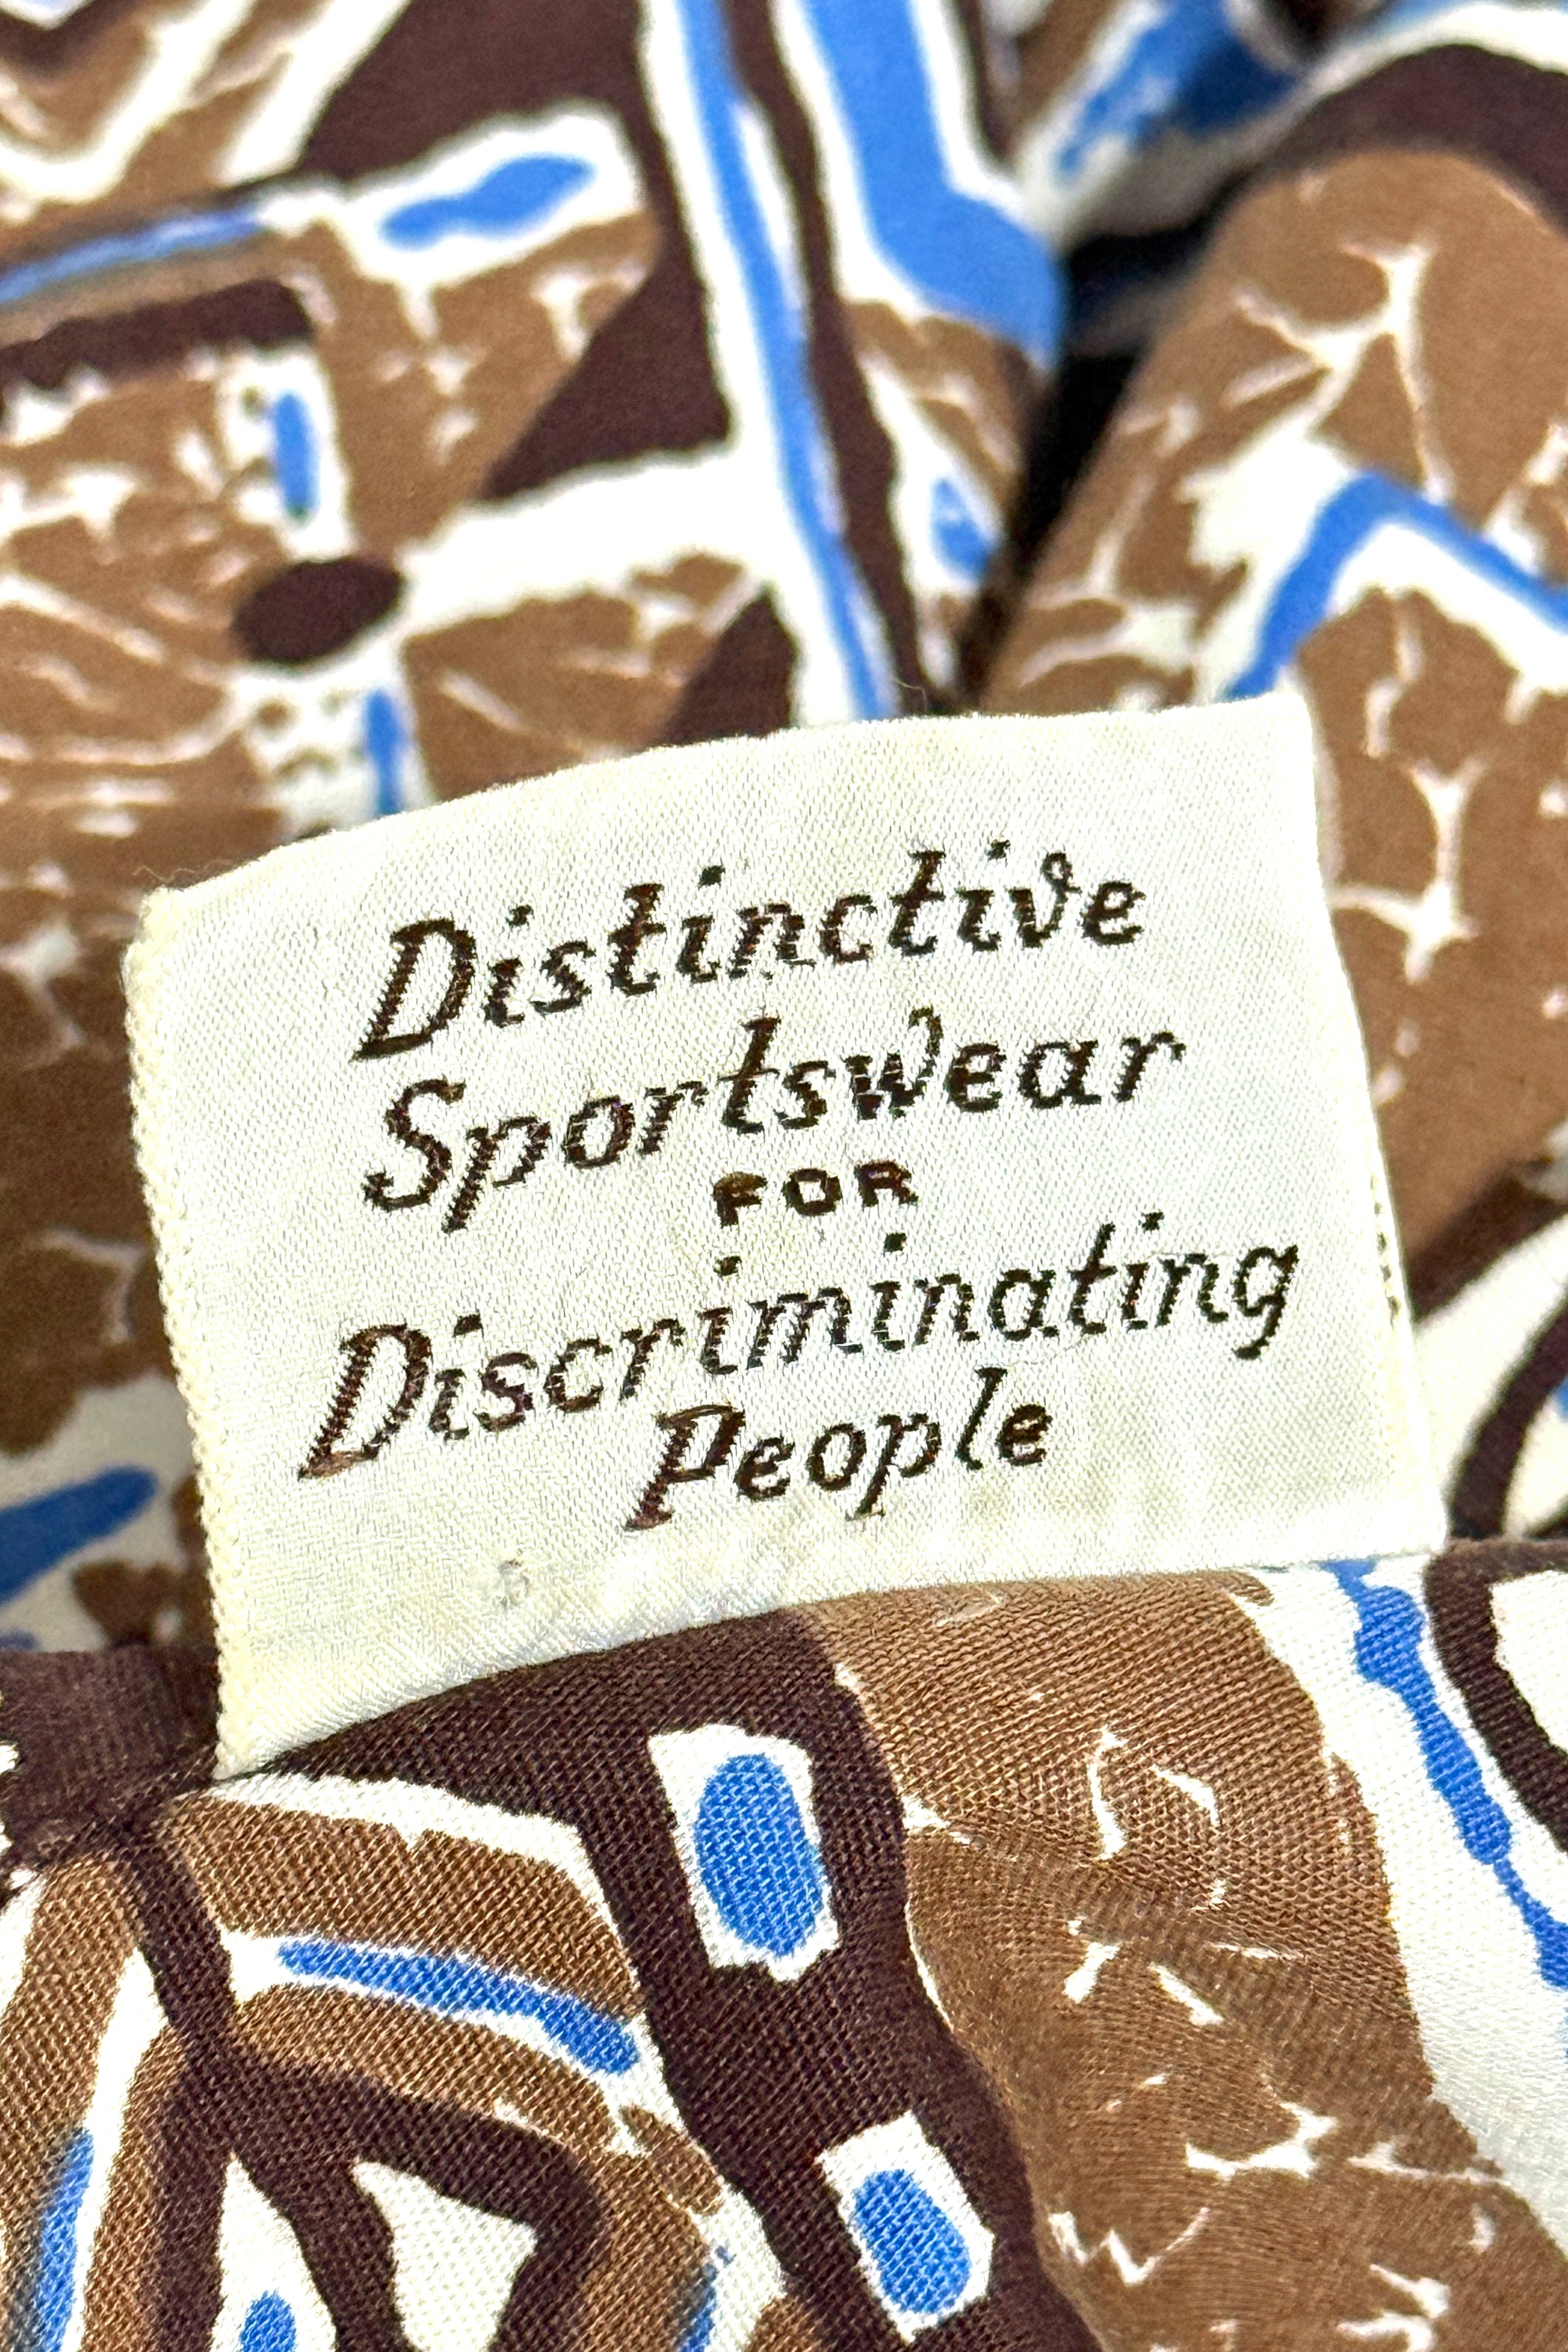 Distinctive
Sportswear
FOR
Discriminating
People